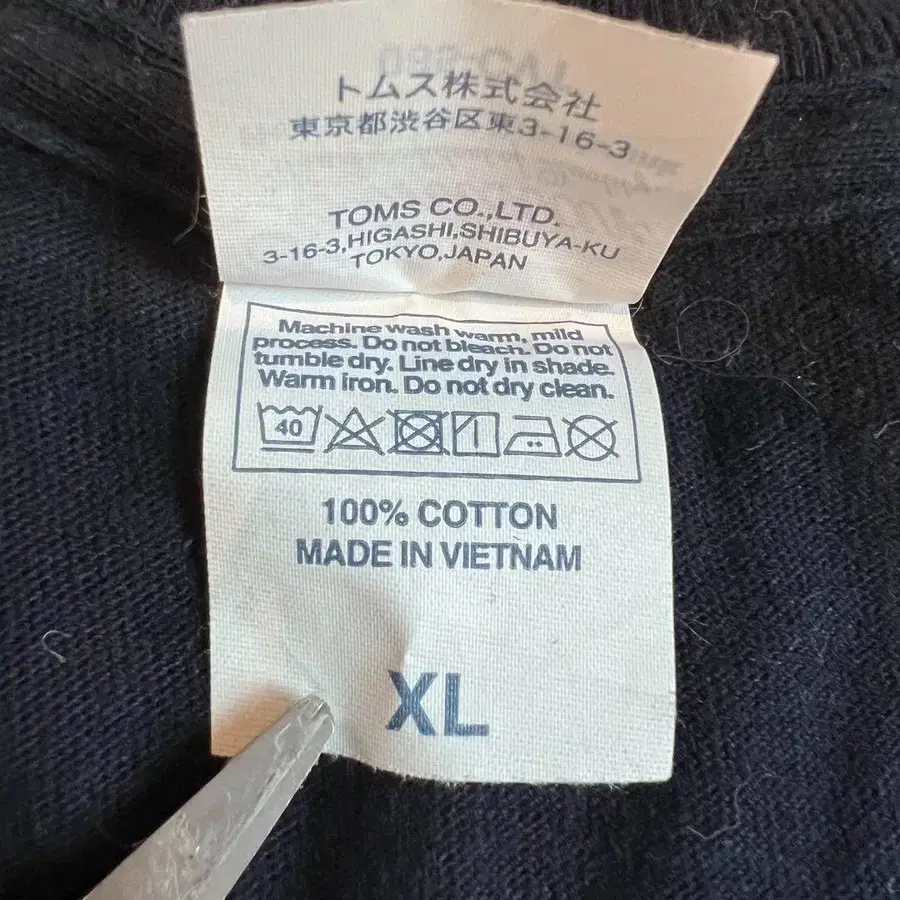 トムス株式会社
東京都渋谷区東3-16-3
TOMS CO.,LTD.
3-16-3,HIGASHI,SHIBUYA-KU
TOKYO,JAPAN
Machine wash warm, mild
process. Do not bleach. Do not
tumble dry. Line dry in shade.
Warm iron. Do not dry clean.
40
100% COTTON
MADE IN VIETNAM
XL